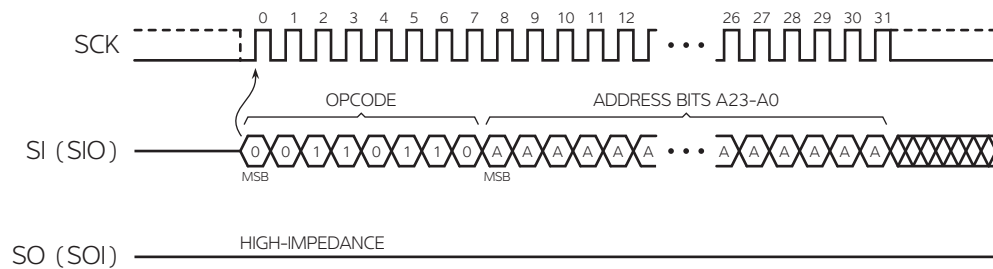 0 1 2 3 4 5 6 7 8 9 10 11 12 26 27 28 29 30 31
SCK • • •
OPCODE ADDRESS BITS A23-A0
SI (SIO) 0 0 1 1 0 1 1 0 A A A A A A • • • A A A A A A
MSB MSB
HIGH-IMPEDANCE
SO (SOI)